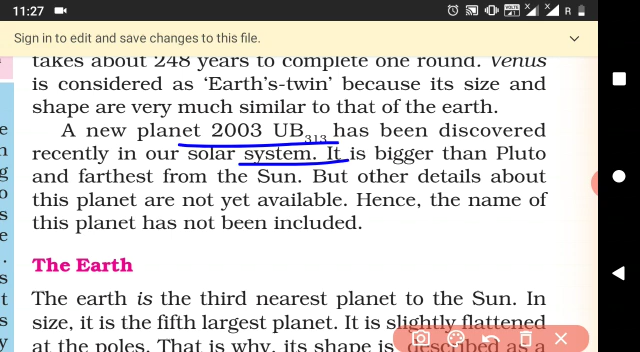 11:27
VOLTE
R
Sign in to edit and save changes to this file.
takes about 248 years to complete one round. Venus
is considered as ‘Earth’s-twin’ because its size and
shape are very much similar to that of the earth.
A new planet 2003 UB313 has been discovered
recently in our solar system. It is bigger than Pluto
and farthest from the Sun. But other details about
this planet are not yet available. Hence, the name of
this planet has not been included.
The Earth
The earth is the third nearest planet to the Sun. In
size, it is the fifth largest planet. It is slightly flattened
at the poles. That is why, its shape is described as a